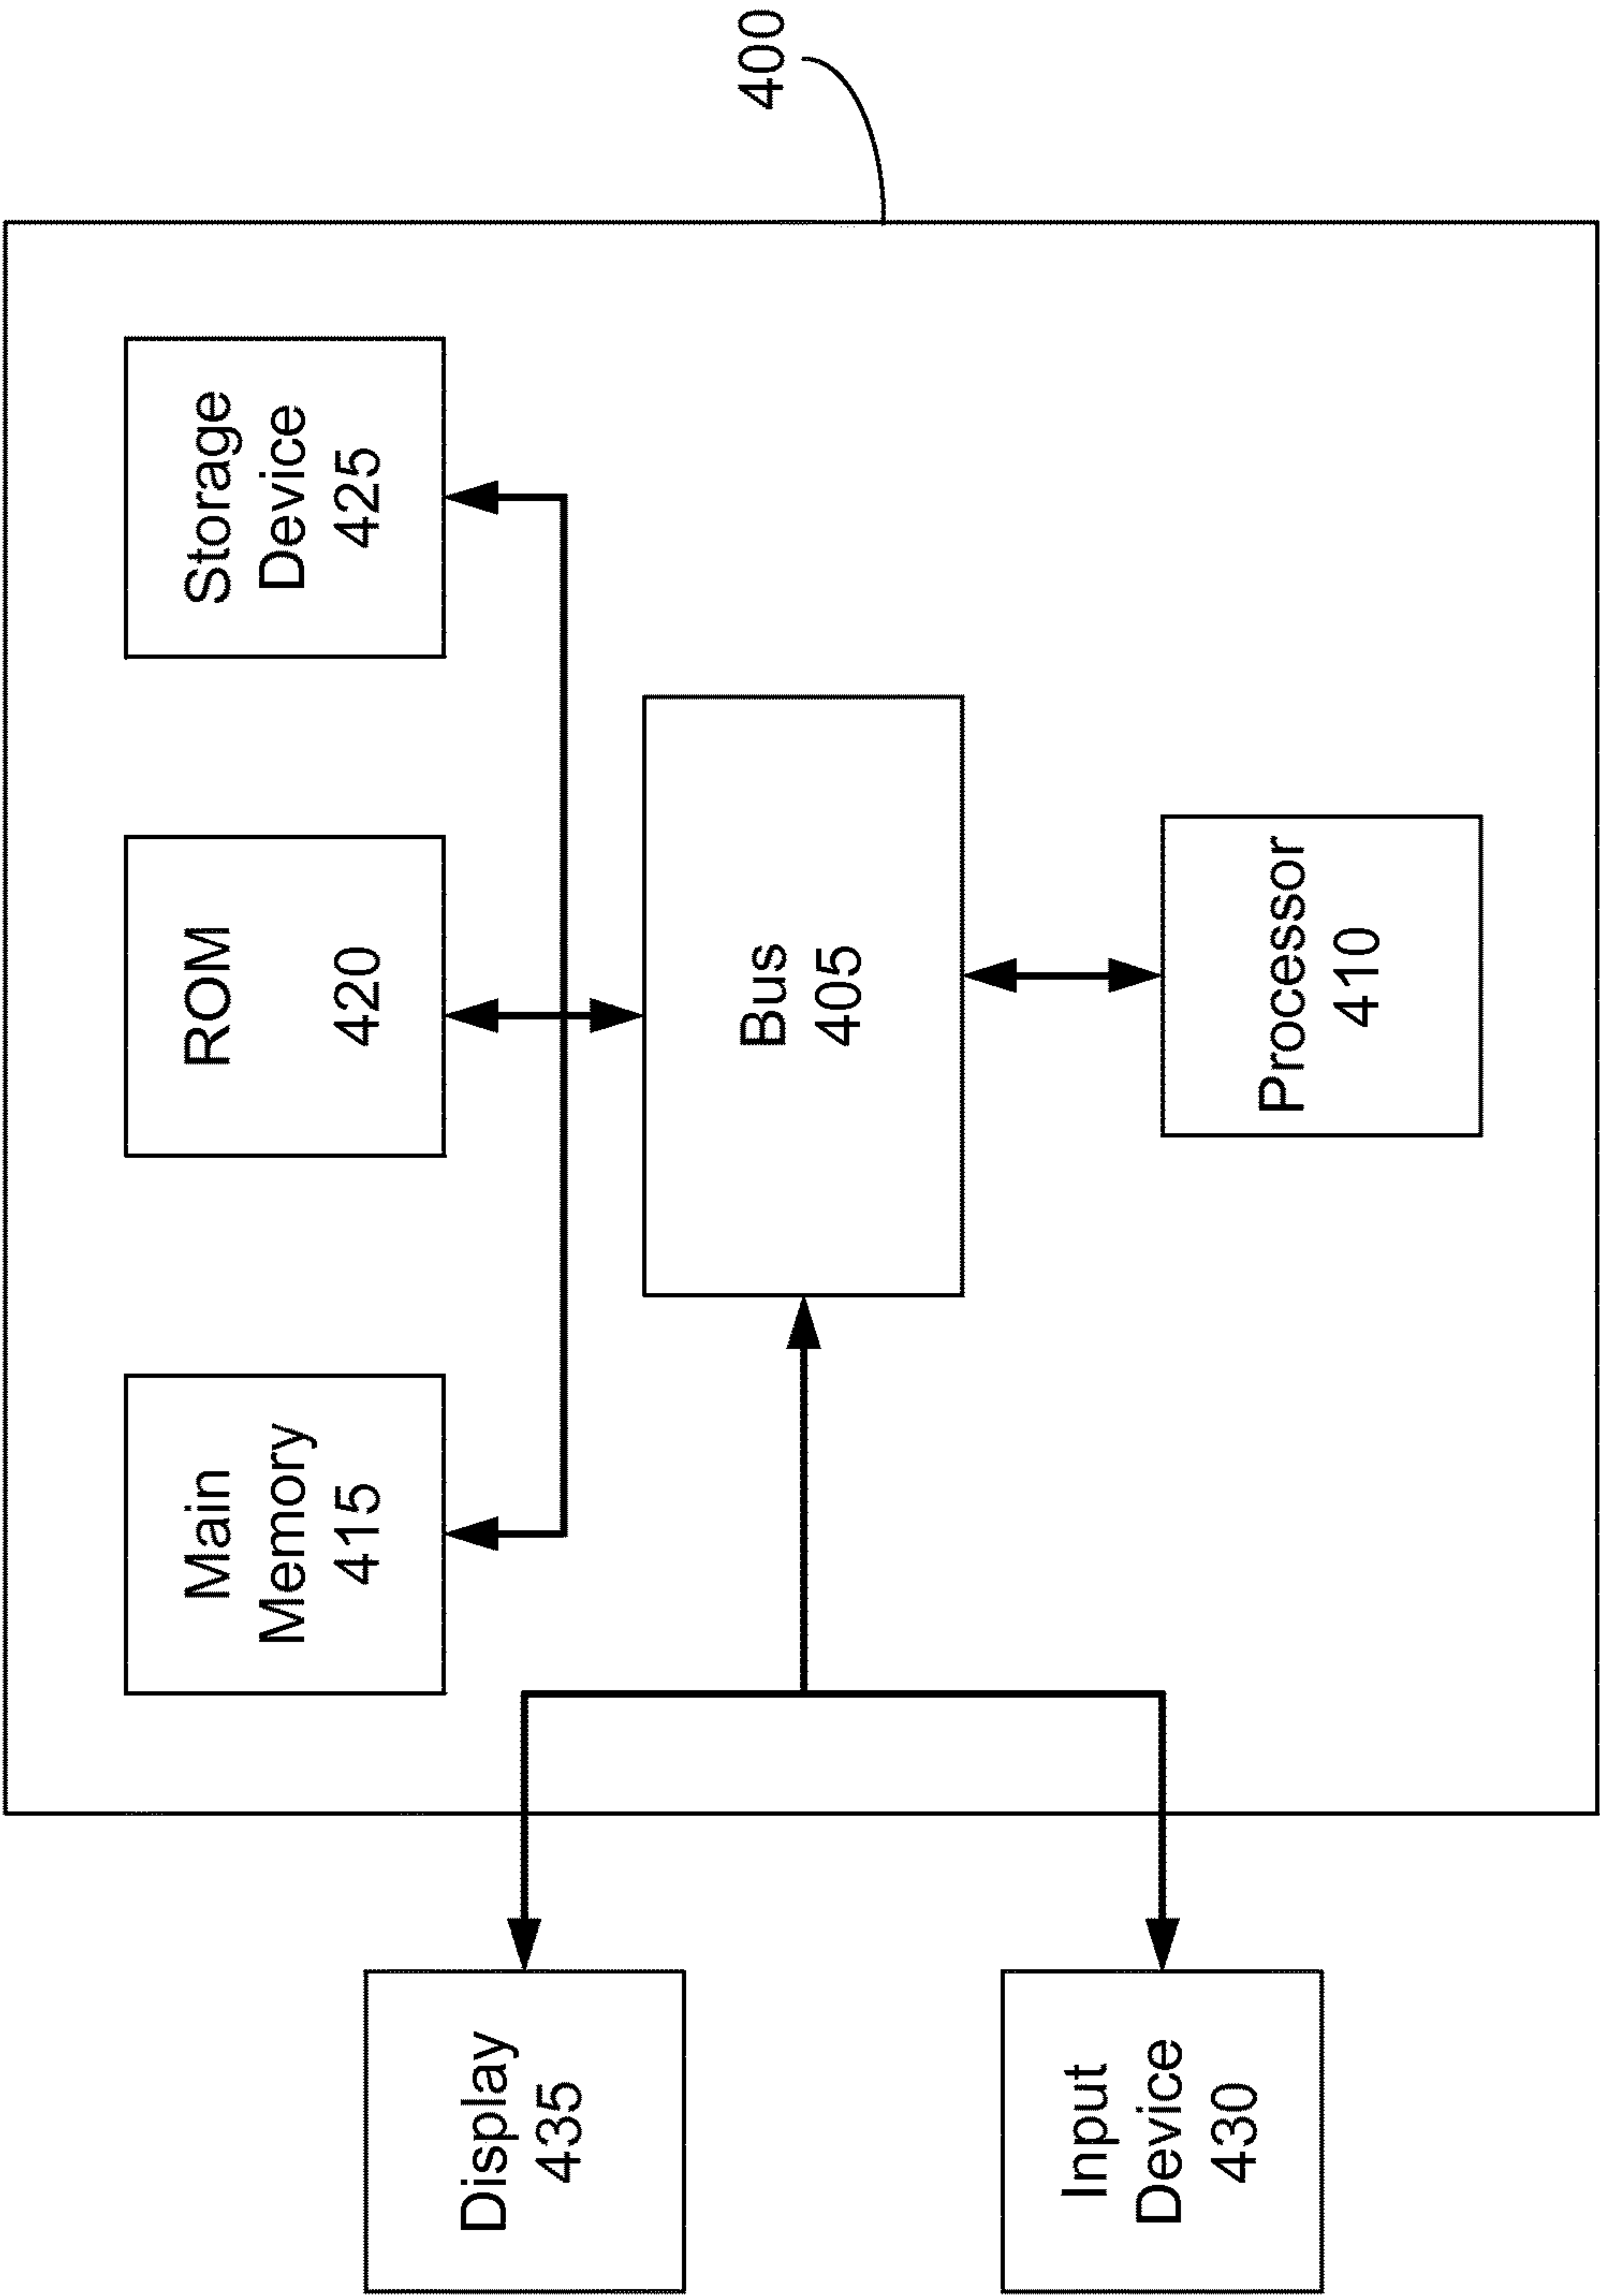 400
Main
Memory
415
ROM
420
Storage
Device
425
Display
435
Bus
405
Input
Device
430
Processor
410